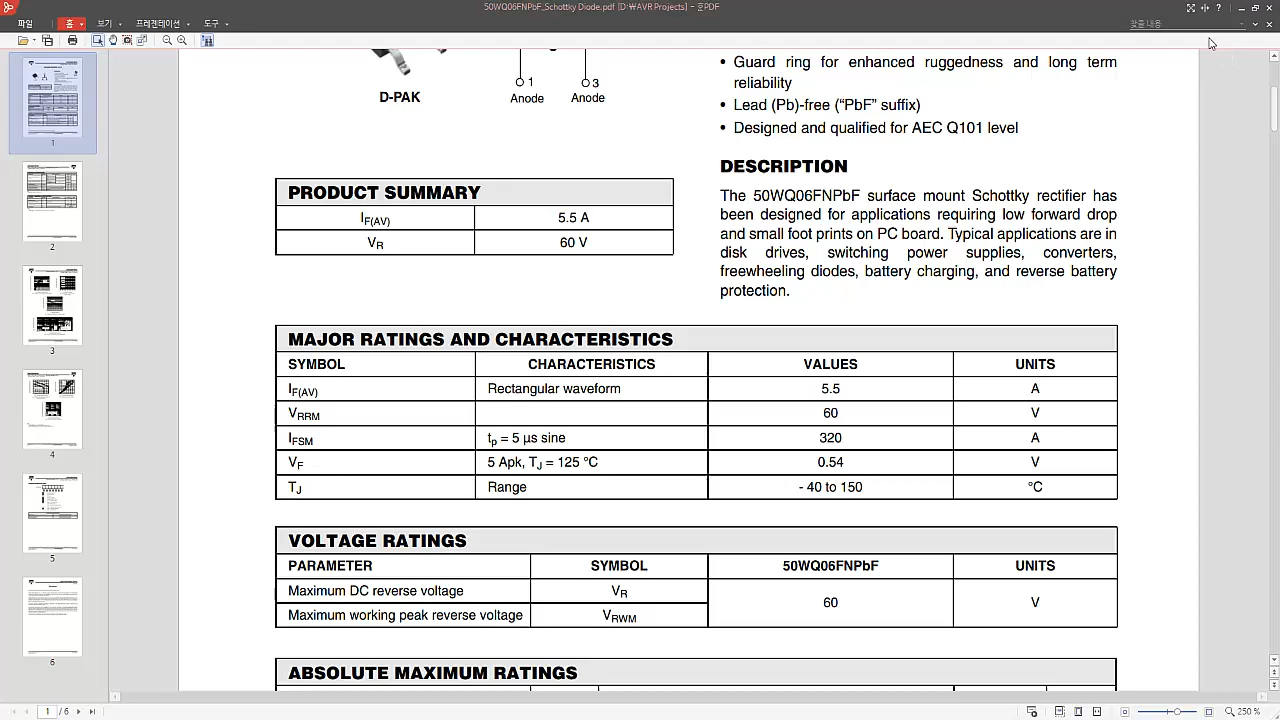 50WQ06FNPbF_Schottky Diode.pdf [D:₩AVR Projects] – 훈PDF
파일
홈
보기
프레젠테이션
도구
찾을 내용
1
2
3
4
5
6
D-PAK
1
Anode
3
Anode
• Guard ring for enhanced ruggedness and long term
reliability
• Lead (Pb)-free (“PbF” suffix)
• Designed and qualified for AEC Q101 level
DESCRIPTION
The 50WQ06FNPbF surface mount Schottky rectifier has
been designed for applications requiring low forward drop
and small foot prints on PC board. Typical applications are in
disk drives, switching power supplies, converters,
freewheeling diodes, battery charging, and reverse battery
protection.
PRODUCT SUMMARY
IF(AV) 5.5 A
VR 60 V
MAJOR RATINGS AND CHARACTERISTICS
SYMBOL CHARACTERISTICS VALUES UNITS
IF(AV) Rectangular waveform 5.5 A
VRRM 60 V
IFSM tp = 5 µs sine 320 A
VF 5 Apk, TJ = 125 °C 0.54 V
TJ Range - 40 to 150 °C
VOLTAGE RATINGS
PARAMETER SYMBOL 50WQ06FNPbF UNITS
Maximum DC reverse voltage VR 60 V
Maximum working peak reverse voltage VRWM
ABSOLUTE MAXIMUM RATINGS
1 / 6
250 %